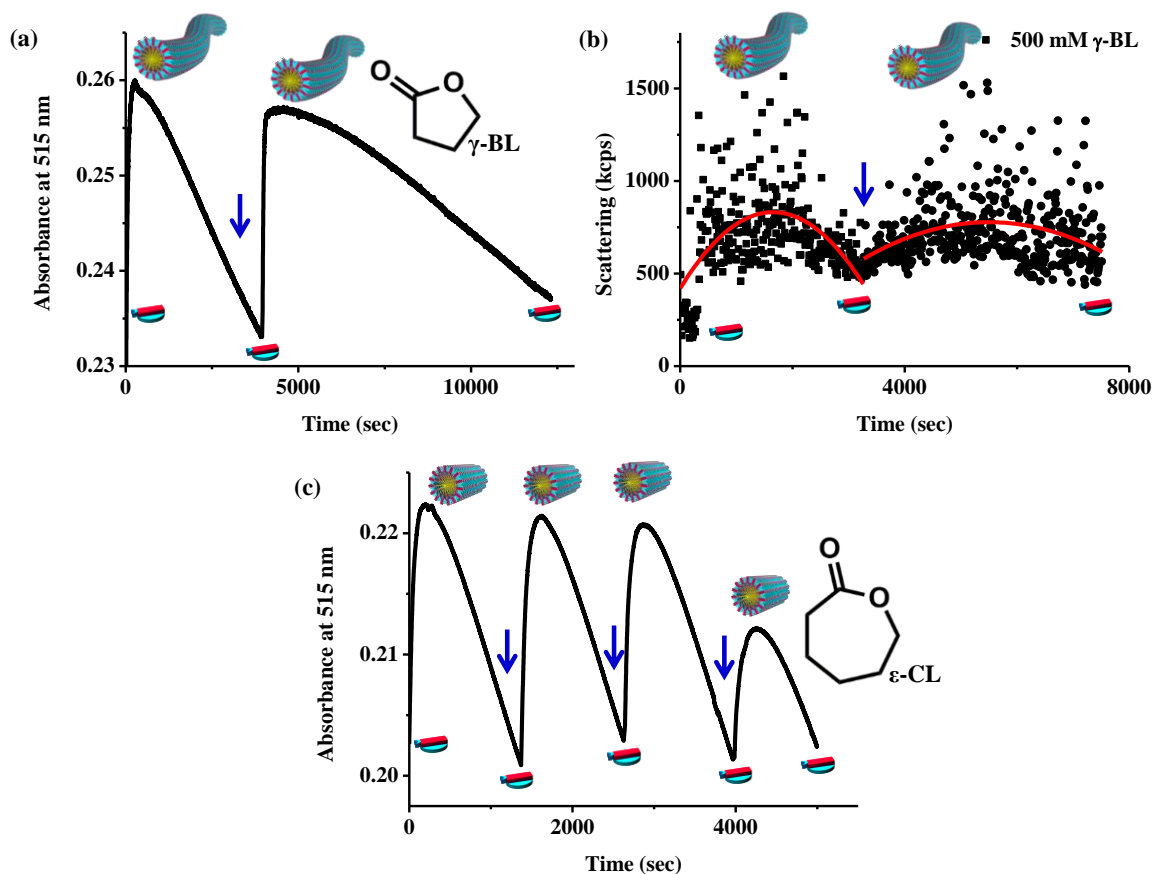 (a)
0.26
0.25
0.24
0.23
Absorbance at 515 nm
0
5000
10000
Time (sec)
O
O
γ-BL
(b)
500 mM γ-BL
1500
1000
500
0
Scattering (kcps)
0
4000
8000
Time (sec)
(c)
0.22
0.21
0.20
Absorbance at 515 nm
0
2000
4000
Time (sec)
O
O
ε-CL